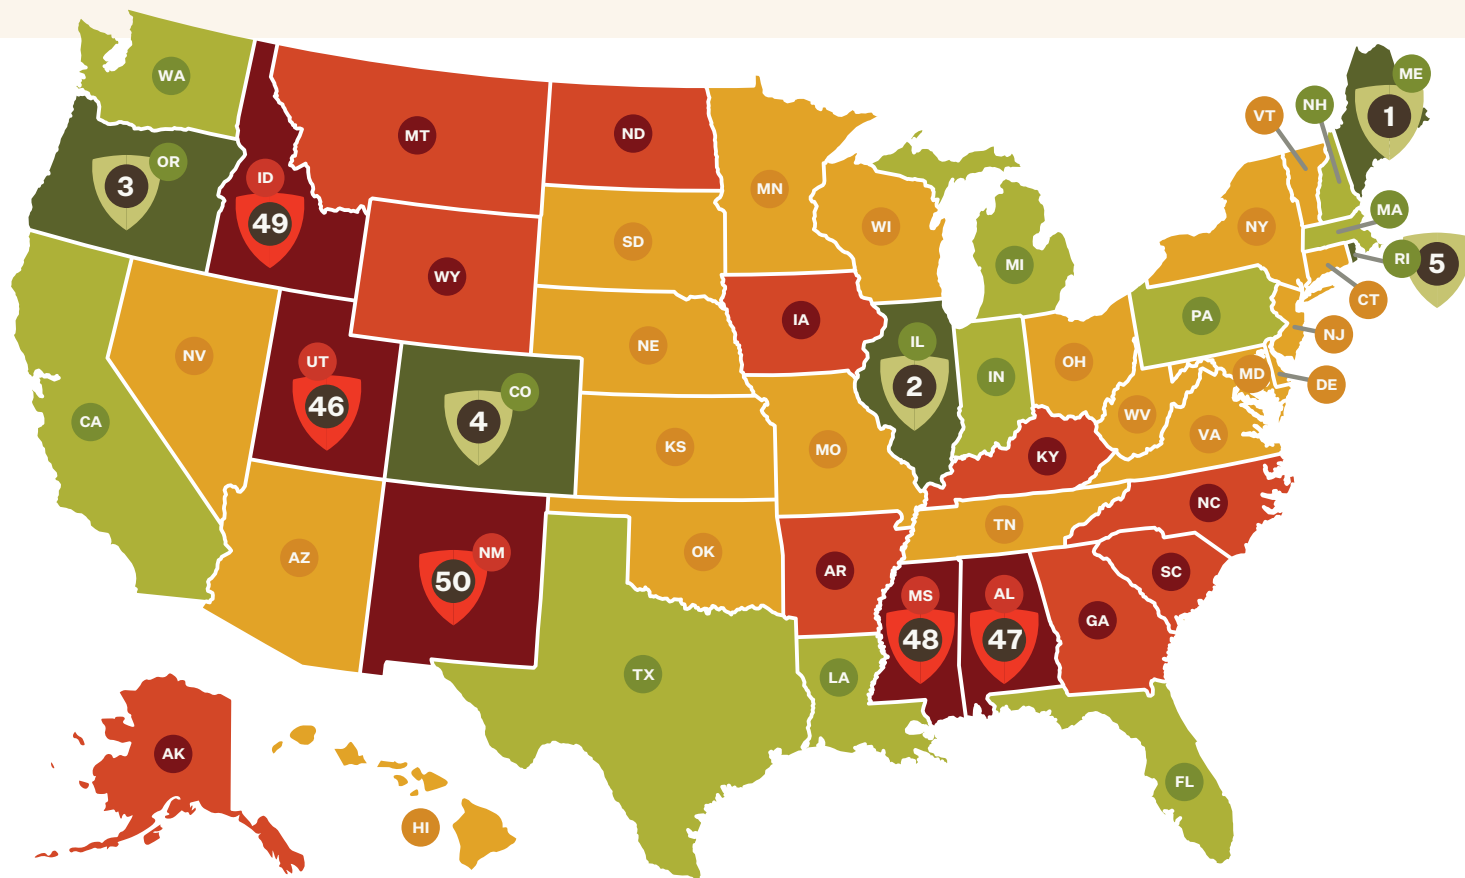 WA
OR
3
ID
49
MT
ND
MN
WI
MI
VT
NH
ME
1
NY
MA
RI
5
CT
NJ
DE
MD
PA
SD
WY
IA
NE
NV
UT
46
CO
4
CA
IL
2
IN
OH
WV
VA
KY
KS
MO
NC
TN
SC
AZ
NM
50
OK
AR
MS
48
AL
47
GA
TX
LA
FL
AK
HI